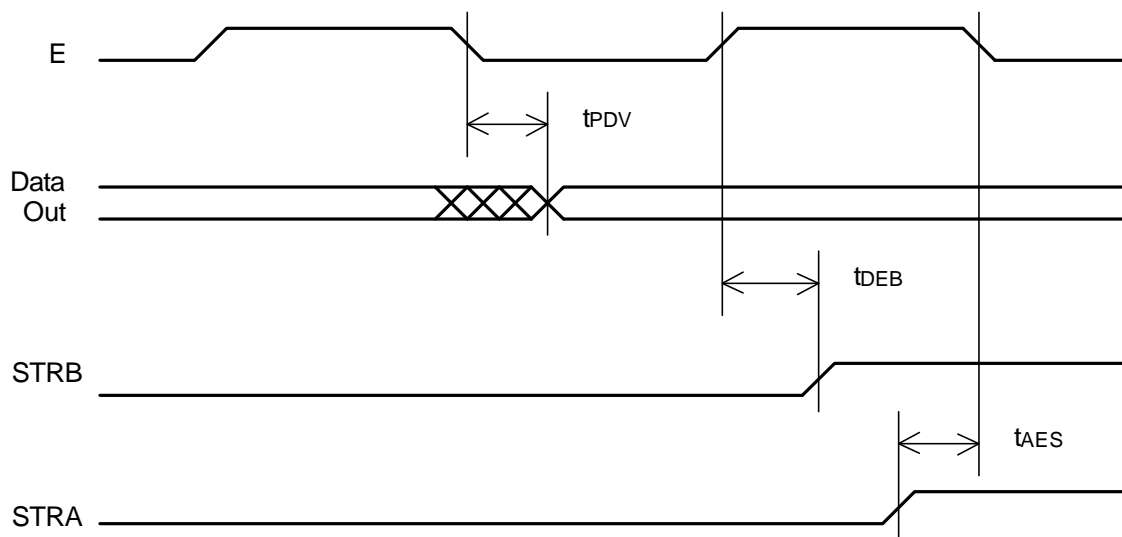 E
tPDV
Data
Out
tDEB
STRB
tAES
STRA